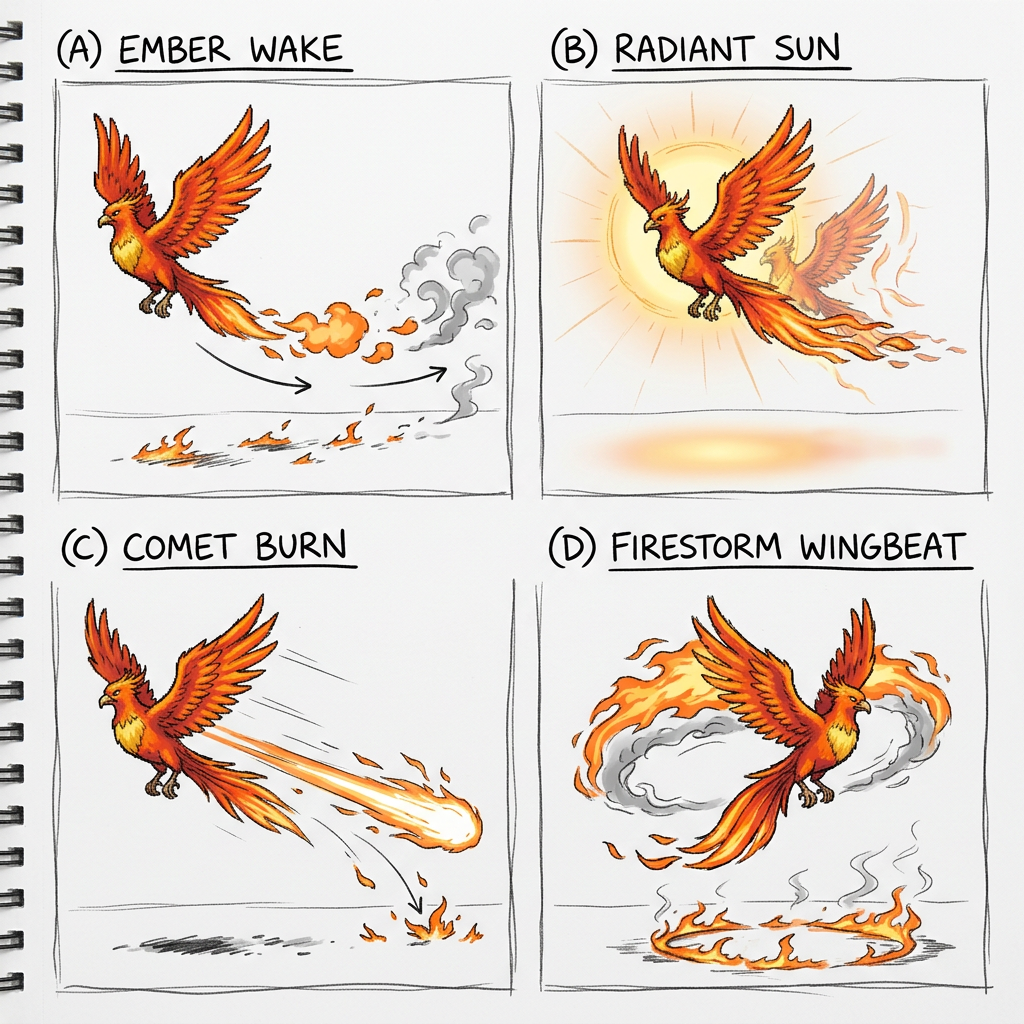 (A) EMBER WAKE
(B) RADIANT SUN
(C) COMET BURN
(D) FIRESTORM WINGBEAT